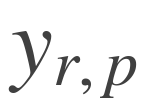 y_{r, p}